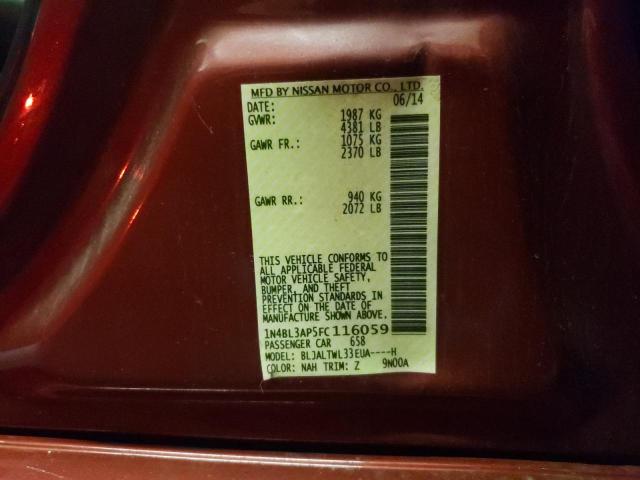 MFD BY NISSAN MOTOR CO., LTD.
DATE: 06/14
GVWR: 1987 KG
4381 LB
GAWR FR.: 1075 KG
2370 LB
GAWR RR.: 940 KG
2072 LB
THIS VEHICLE CONFORMS TO
ALL APPLICABLE FEDERAL
MOTOR VEHICLE SAFETY,
BUMPER, AND THEFT
PREVENTION STANDARDS IN
EFFECT ON THE DATE OF
MANUFACTURE SHOWN ABOVE.
1N4BL3AP5FC116059
PASSENGER CAR 658
MODEL: BLJALTWL33EUA----H
COLOR: NAH TRIM: Z 9N00A